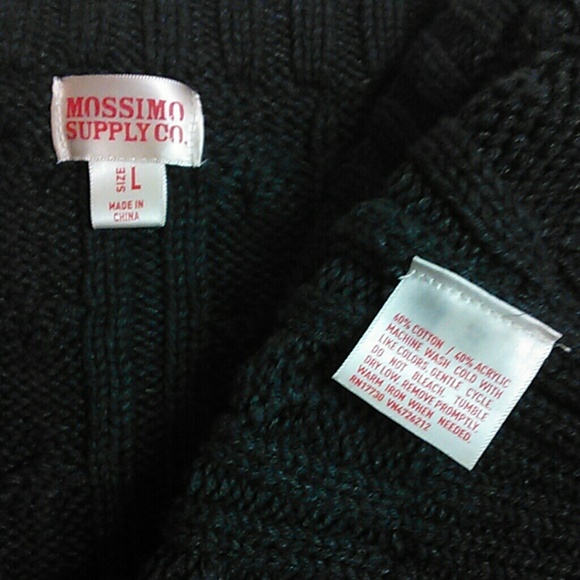 MOSSIMO
SUPPLY CO.
SIZE L
MADE IN
CHINA
60% COTTON / 40% ACRYLIC
MACHINE WASH COLD WITH
LIKE COLORS, GENTLE CYCLE.
DO NOT BLEACH. TUMBLE
DRY LOW, REMOVE PROMPTLY,
WARM IRON WHEN NEEDED.
RN17730 VN4726212